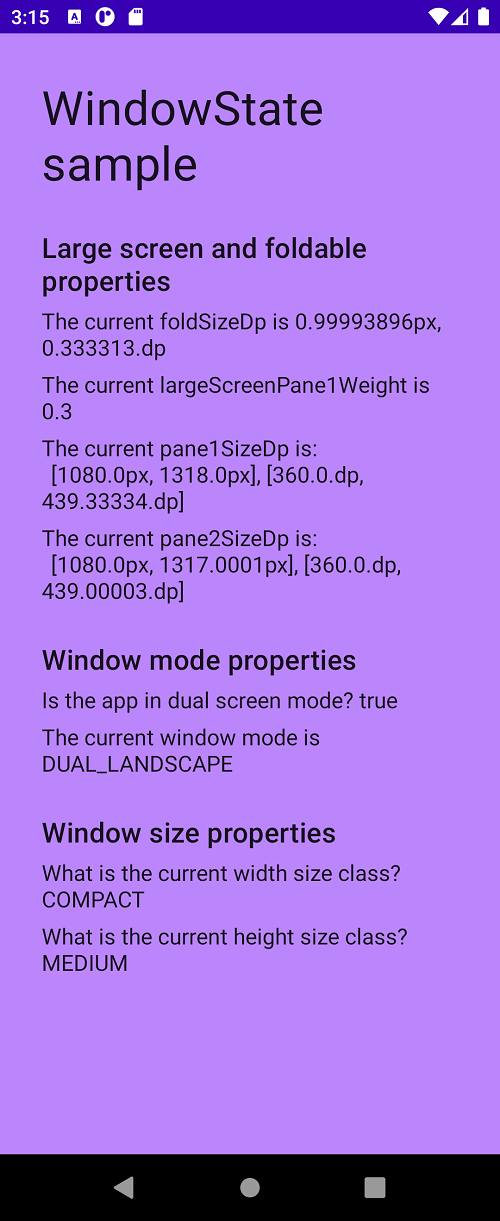 3:15
A
WindowState
sample
Large screen and foldable
properties
The current foldSizeDp is 0.99993896px,
0.333313.dp
The current largeScreenPane1Weight is
0.3
The current pane1SizeDp is:
[1080.0px, 1318.0px], [360.0.dp,
439.33334.dp]
The current pane2SizeDp is:
[1080.0px, 1317.0001px], [360.0.dp,
439.00003.dp]
Window mode properties
Is the app in dual screen mode? true
The current window mode is
DUAL_LANDSCAPE
Window size properties
What is the current width size class?
COMPACT
What is the current height size class?
MEDIUM